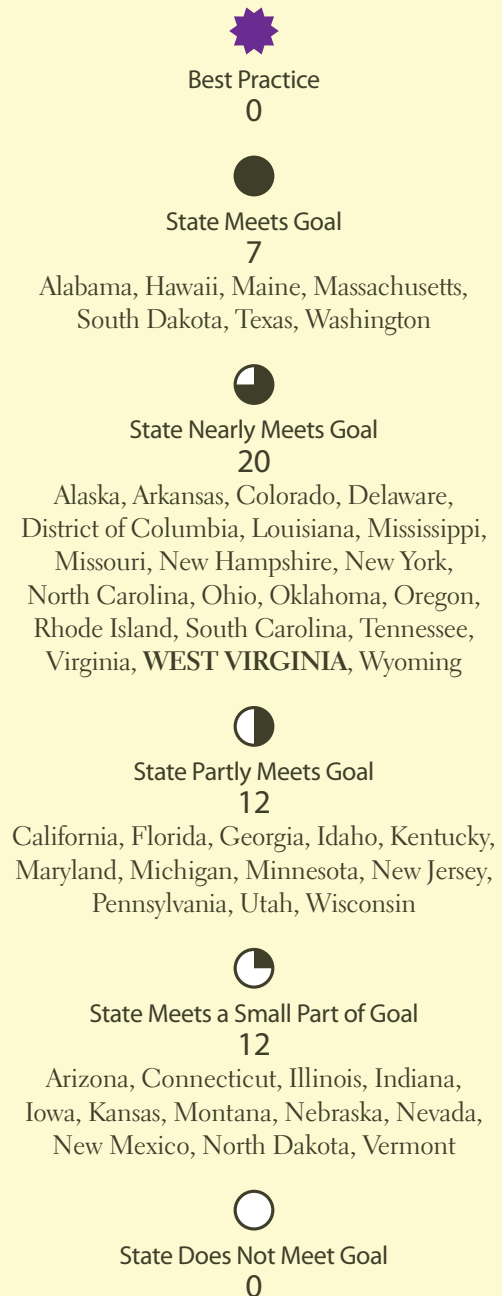 Best Practice
0
State Meets Goal
7
Alabama, Hawaii, Maine, Massachusetts,
South Dakota, Texas, Washington
State Nearly Meets Goal
20
Alaska, Arkansas, Colorado, Delaware,
District of Columbia, Louisiana, Mississippi,
Missouri, New Hampshire, New York,
North Carolina, Ohio, Oklahoma, Oregon,
Rhode Island, South Carolina, Tennessee,
Virginia, WEST VIRGINIA, Wyoming
State Partly Meets Goal
12
California, Florida, Georgia, Idaho, Kentucky,
Maryland, Michigan, Minnesota, New Jersey,
Pennsylvania, Utah, Wisconsin
State Meets a Small Part of Goal
12
Arizona, Connecticut, Illinois, Indiana,
Iowa, Kansas, Montana, Nebraska, Nevada,
New Mexico, North Dakota, Vermont
State Does Not Meet Goal
0